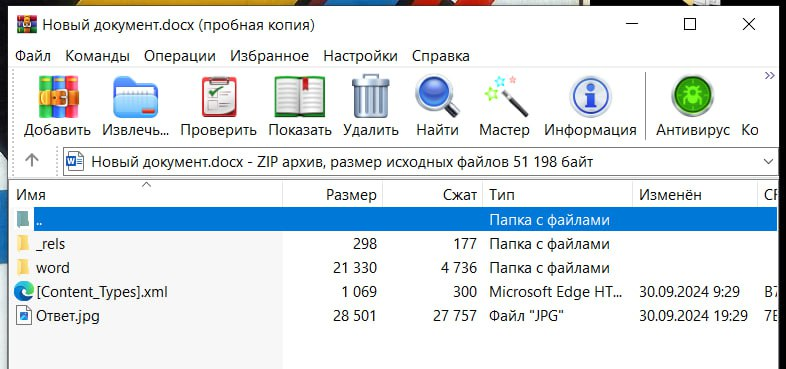 Новый документ.docx (пробная копия)
Файл Команды Операции Избранное Настройки Справка
Добавить Извлечь... Проверить Показать Удалить Найти Мастер Информация Антивирус Ко
Новый документ.docx - ZIP архив, размер исходных файлов 51 198 байт
Имя Размер Сжат Тип Изменён CF
.. Папка с файлами
_rels 298 177 Папка с файлами
word 21 330 4 736 Папка с файлами
[Content_Types].xml 1 069 300 Microsoft Edge HT... 30.09.2024 9:29 B7
Ответ.jpg 28 501 27 757 Файл "JPG" 30.09.2024 19:29 7E